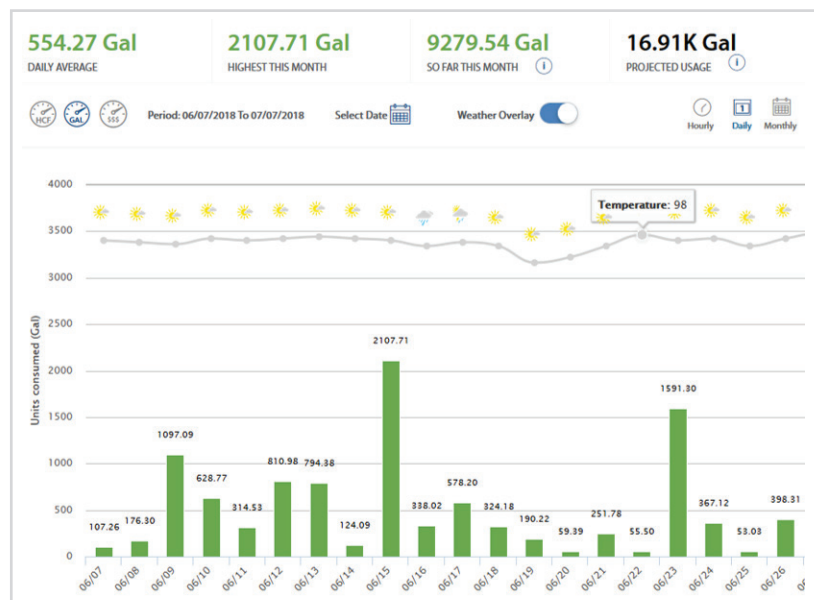 554.27 Gal
DAILY AVERAGE
2107.71 Gal
HIGHEST THIS MONTH
9279.54 Gal
SO FAR THIS MONTH i
16.91K Gal
PROJECTED USAGE i
HCF GAL $$$ Period: 06/07/2018 To 07/07/2018 Select Date Weather Overlay
1
Hourly Daily Monthly
4000
Temperature: 98
3500
3000
2500
2107.71
2000
1591.30
1500
1097.09
1000
810.98 794.38
628.77
578.20
500
398.31
367.12
338.02
324.18
314.53
251.78
190.22
176.30
124.09
107.26
59.39
55.50
53.03
0
Units consumed (Gal)
06/07 06/08 06/09 06/10 06/11 06/12 06/13 06/14 06/15 06/16 06/17 06/18 06/19 06/20 06/21 06/22 06/23 06/24 06/25 06/26